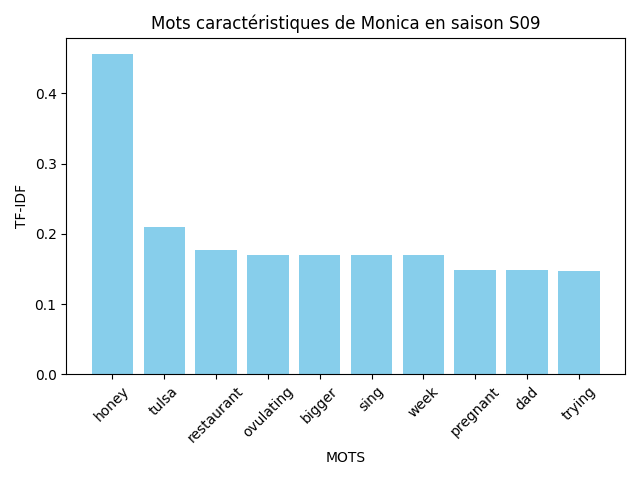 Mots caractéristiques de Monica en saison S09
TF-IDF
0.4
0.3
0.2
0.1
0.0
honey
tulsa
restaurant
ovulating
bigger
sing
week
pregnant
dad
trying
MOTS